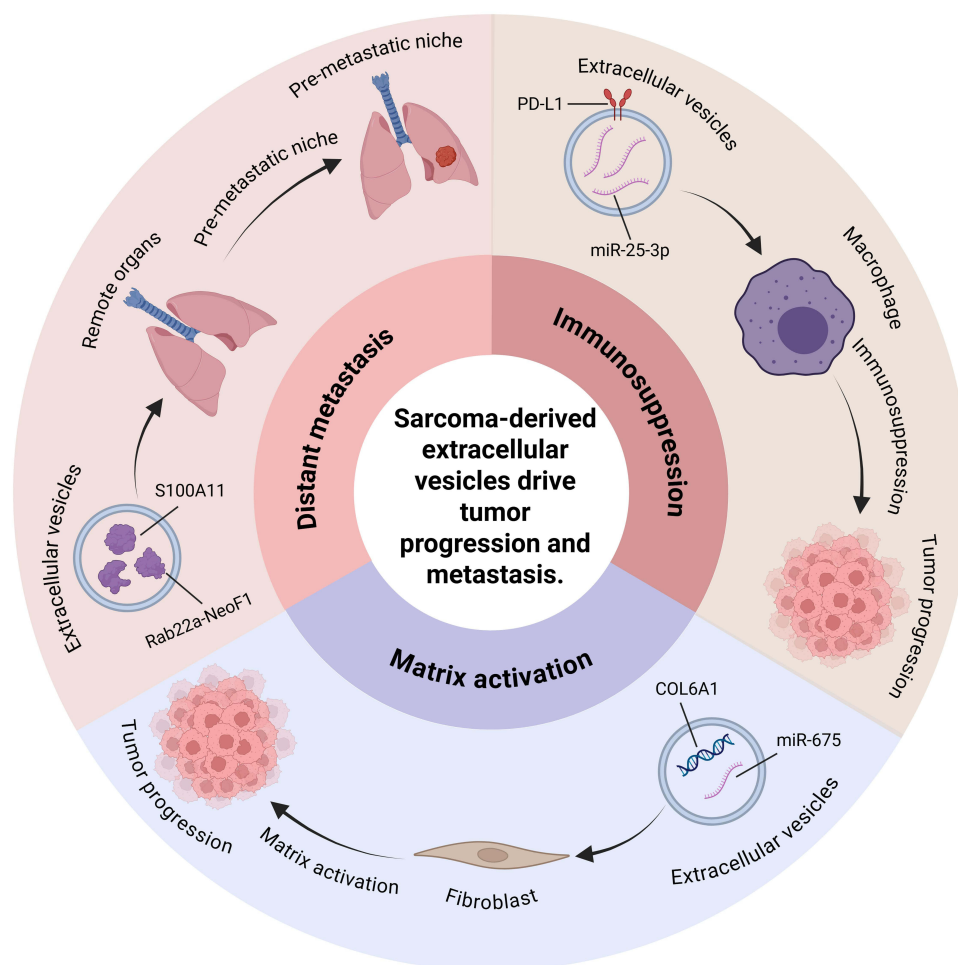 Sarcoma-derived
extracellular
vesicles drive
tumor
progression and
metastasis.
Distant metastasis
Immunosuppression
Matrix activation
Extracellular vesicles
S100A11
Rab22a-NeoF1
Remote organs
Pre-metastatic niche
Pre-metastatic niche
Extracellular vesicles
PD-L1
miR-25-3p
Macrophage
Immunosuppression
Tumor progression
COL6A1
miR-675
Extracellular vesicles
Fibroblast
Matrix activation
Tumor progression